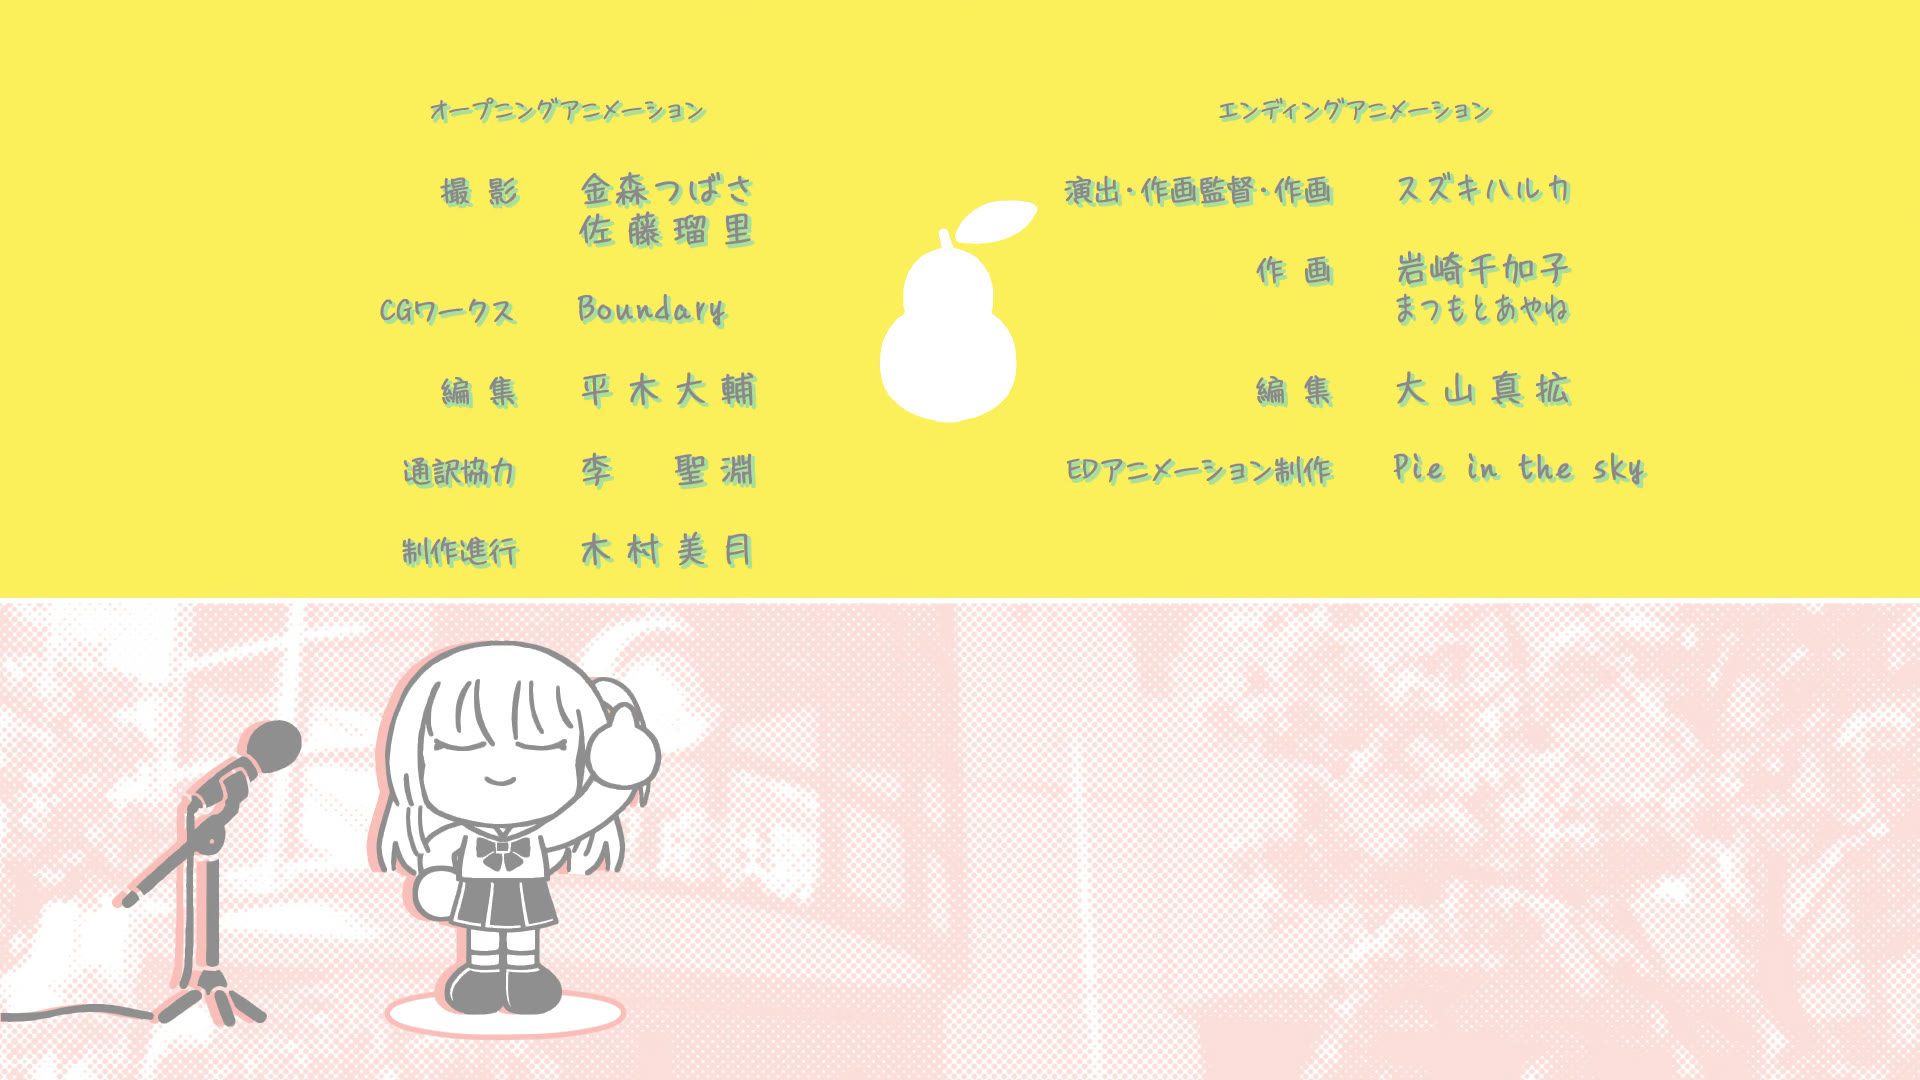 オープニングアニメーション
撮影 金森つばさ
佐藤瑠里
CGワークス Boundary
編集 平木大輔
通訳協力 李 聖淵
制作進行 木村美月
エンディングアニメーション
演出・作画監督・作画 スズキハルカ
作画 岩崎千加子
まつもとあやね
編集 大山真拡
EDアニメーション制作 Pie in the sky